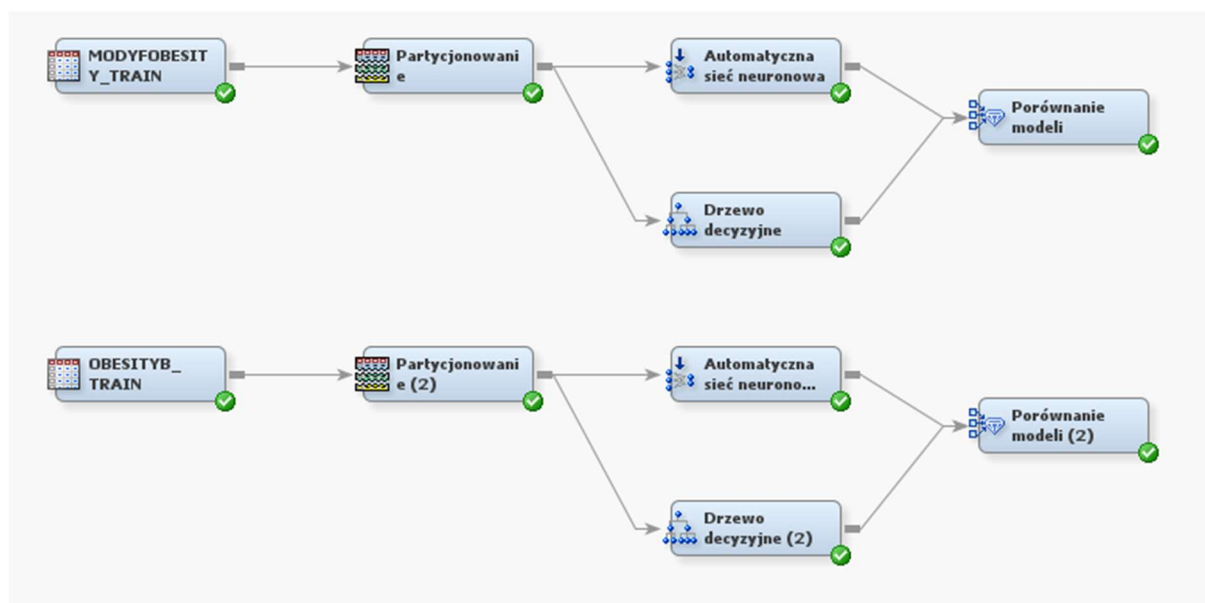 MODYFOBESIT
Y_TRAIN
Partycjonowani
e
Automatyczna
sieć neuronowa
Porównanie
modeli
Drzewo
decyzyjne
OBESITYB_
TRAIN
Partycjonowani
e (2)
Automatyczna
sieć neurono...
Porównanie
modeli (2)
Drzewo
decyzyjne (2)